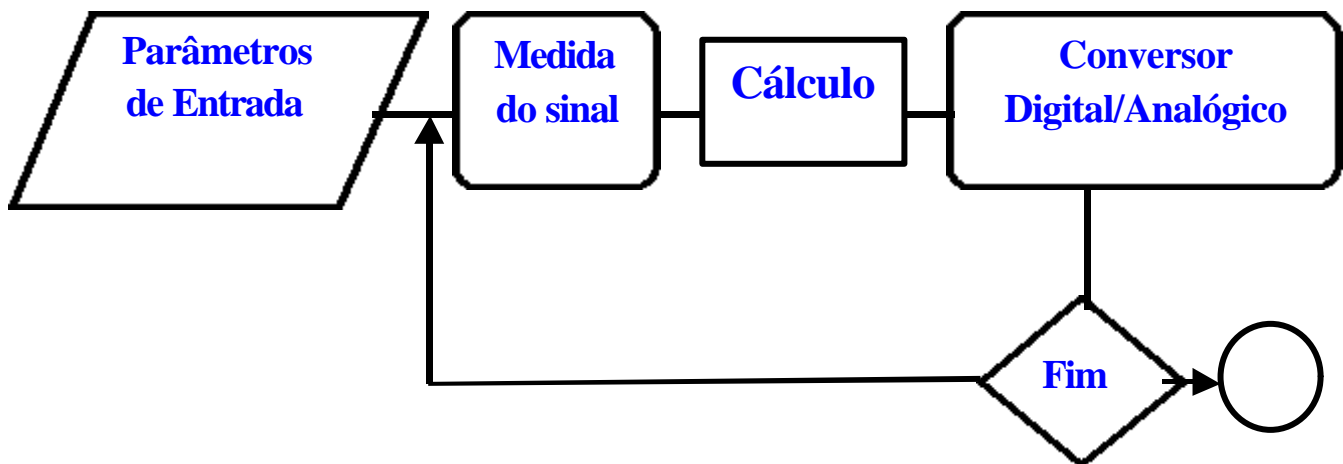 Parâmetros
de Entrada
Medida
do sinal
Cálculo
Conversor
Digital/Analógico
Fim